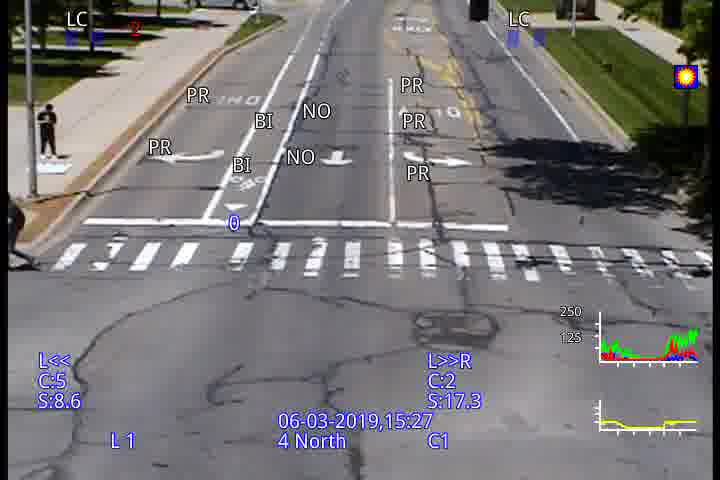 LC
2
LC
PR
PR
BI
NO
PR
PR
BI
NO
PR
0
250
125
L<<
C:5
S:8.6
L>>R
C:2
S:17.3
06-03-2019,15:27
L 1
4 North
C1